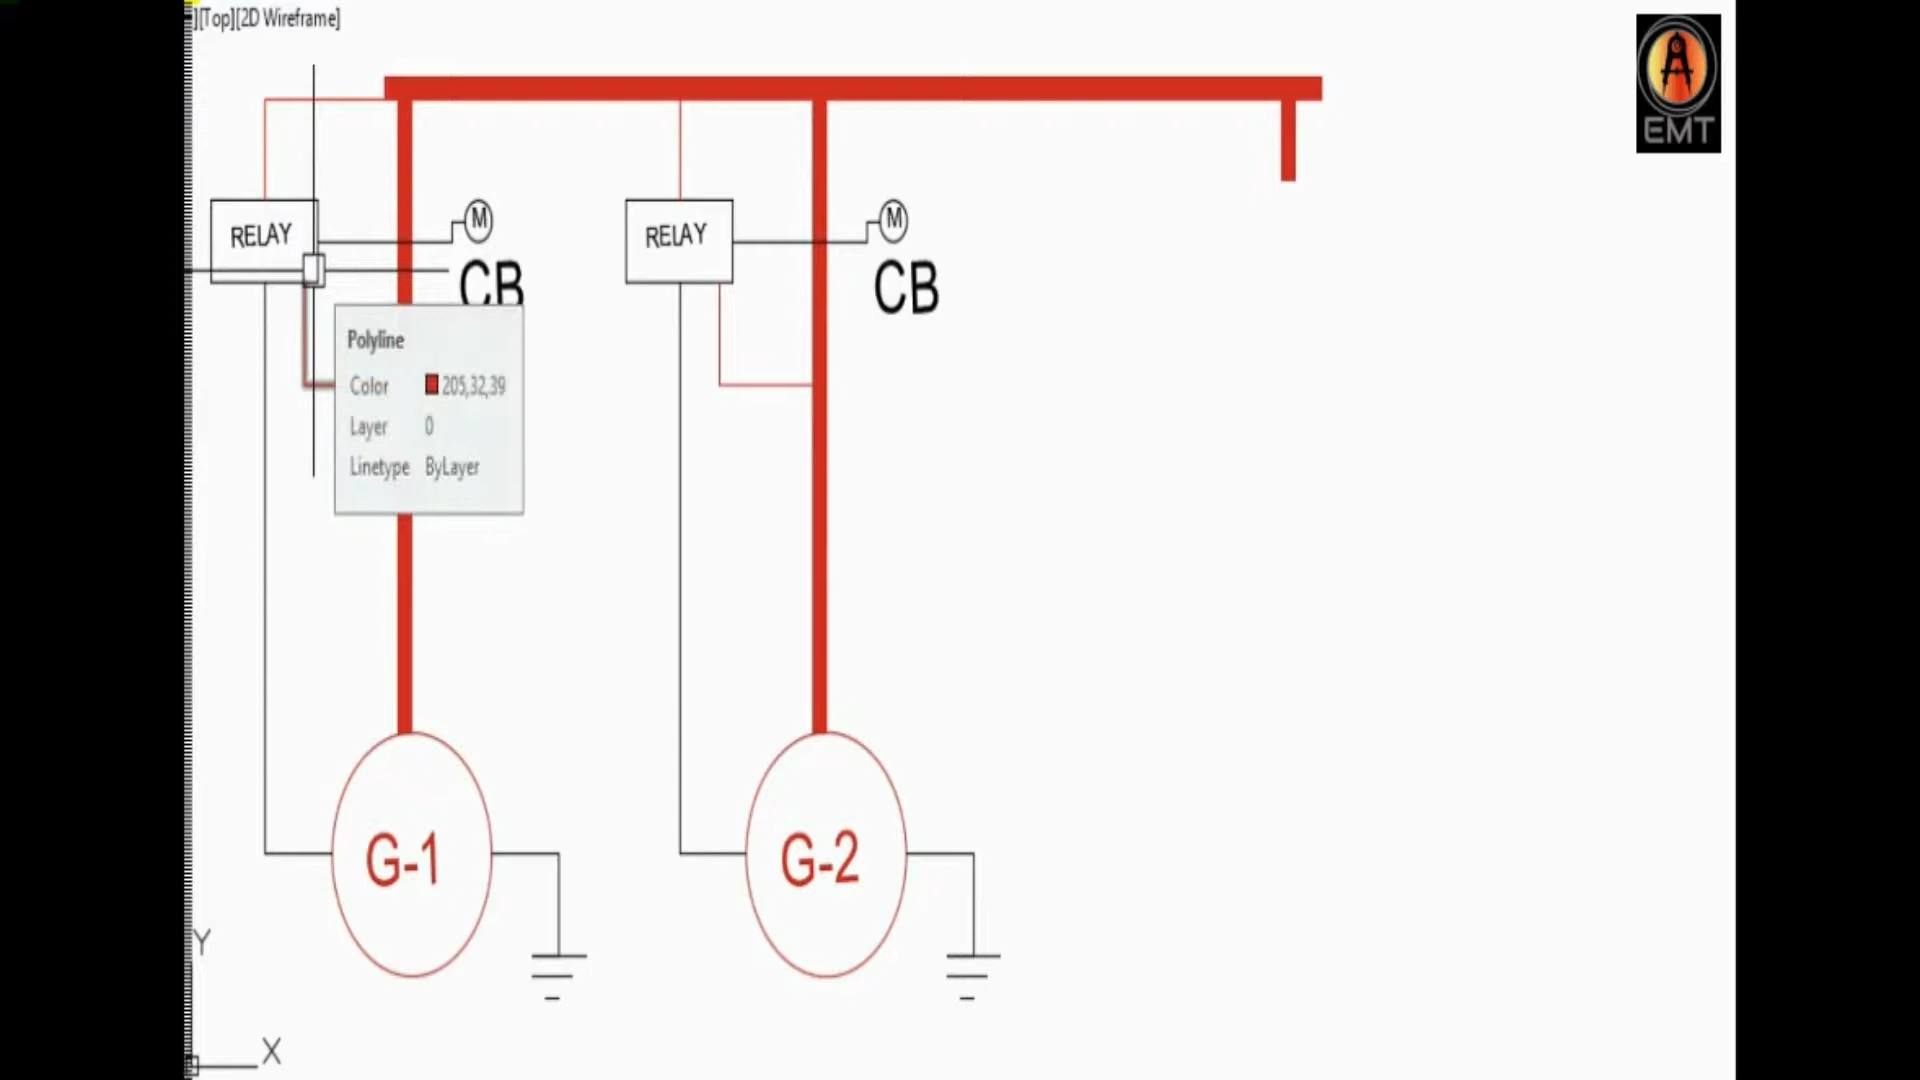 ][Top][2D Wireframe]
EMT
M
M
RELAY
RELAY
CB
CB
Polyline
Color 205,32,39
Layer 0
Linetype ByLayer
G-1
G-2
Y
X